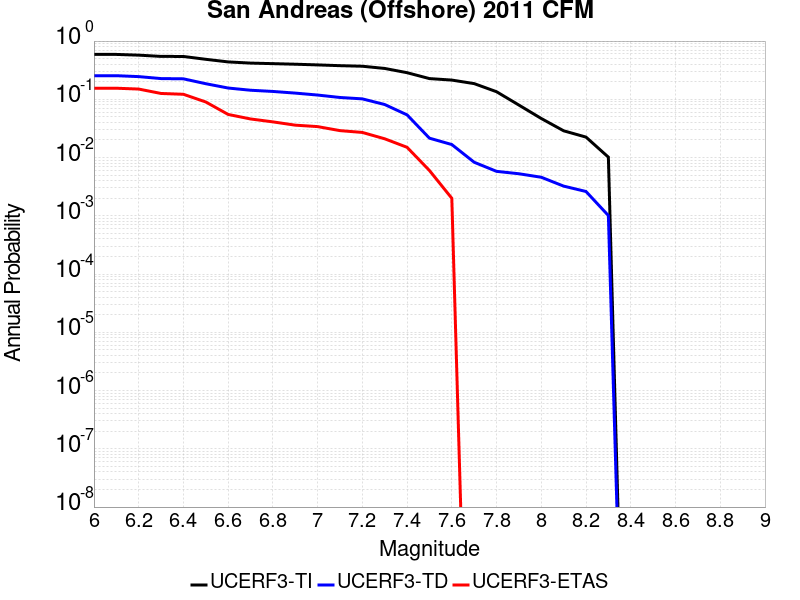 San Andreas (Offshore) 2011 CFM
10^0
10^-1
10^-2
10^-3
10^-4
10^-5
10^-6
10^-7
10^-8
Annual Probability
6 6.2 6.4 6.6 6.8 7 7.2 7.4 7.6 7.8 8 8.2 8.4 8.6 8.8 9
Magnitude
UCERF3-TI UCERF3-TD UCERF3-ETAS